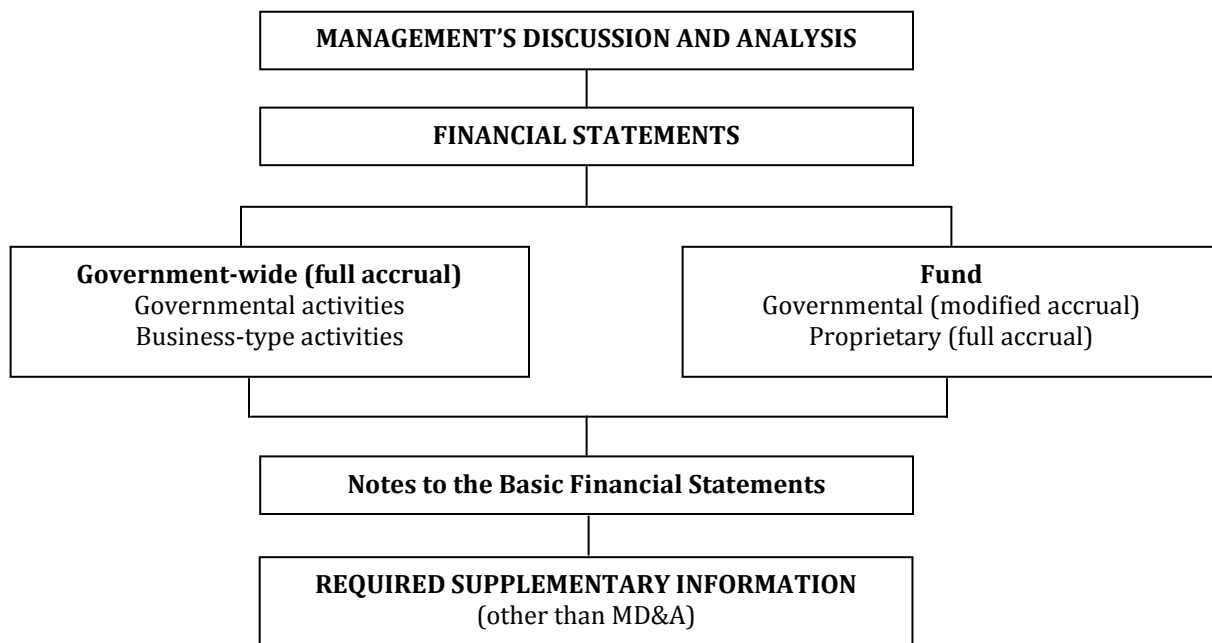 MANAGEMENT’S DISCUSSION AND ANALYSIS
FINANCIAL STATEMENTS
Government-wide (full accrual)
Governmental activities
Business-type activities
Fund
Governmental (modified accrual)
Proprietary (full accrual)
Notes to the Basic Financial Statements
REQUIRED SUPPLEMENTARY INFORMATION
(other than MD&A)